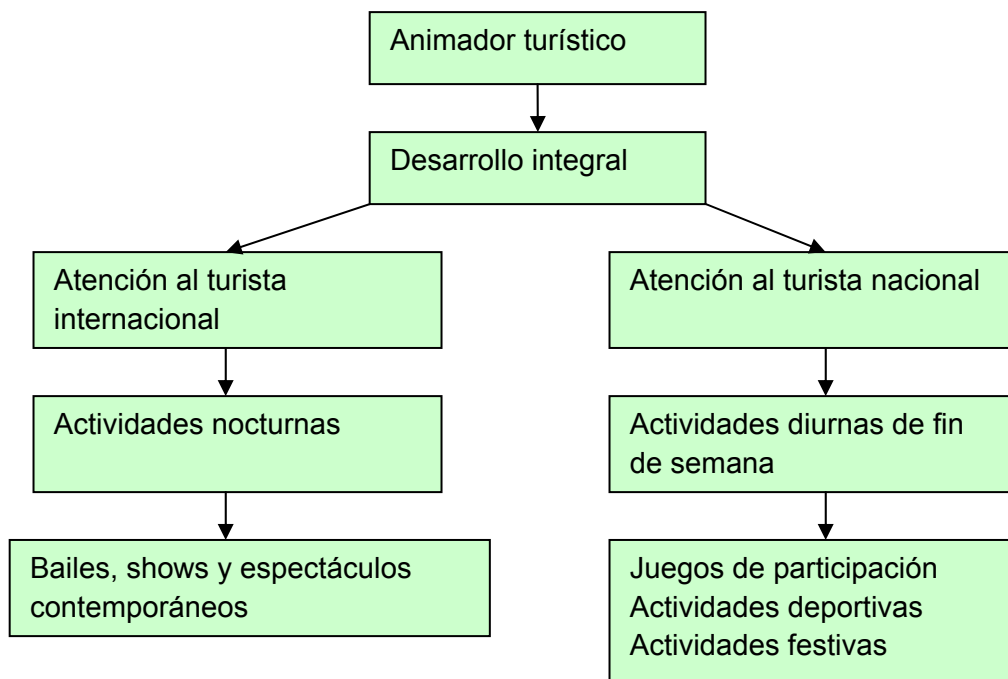 Animador turístico
Desarrollo integral
Atención al turista
internacional
Atención al turista nacional
Actividades nocturnas
Actividades diurnas de fin
de semana
Bailes, shows y espectáculos
contemporáneos
Juegos de participación
Actividades deportivas
Actividades festivas